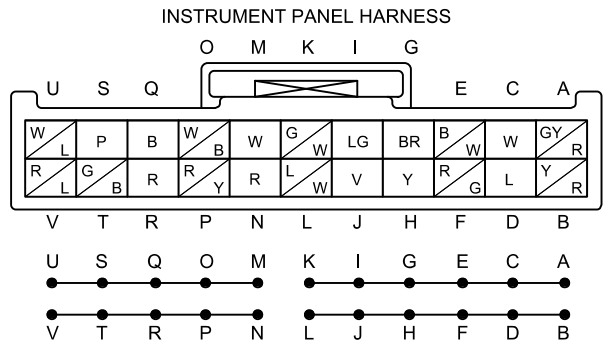 INSTRUMENT PANEL HARNESS
O M K I G
U S Q E C A
W/L P B W/B W G/W LG BR B/W W GY/R
R/L G/B R R/Y R L/W V Y R/G L Y/R
V T R P N L J H F D B
U S Q O M K I G E C A
V T R P N L J H F D B